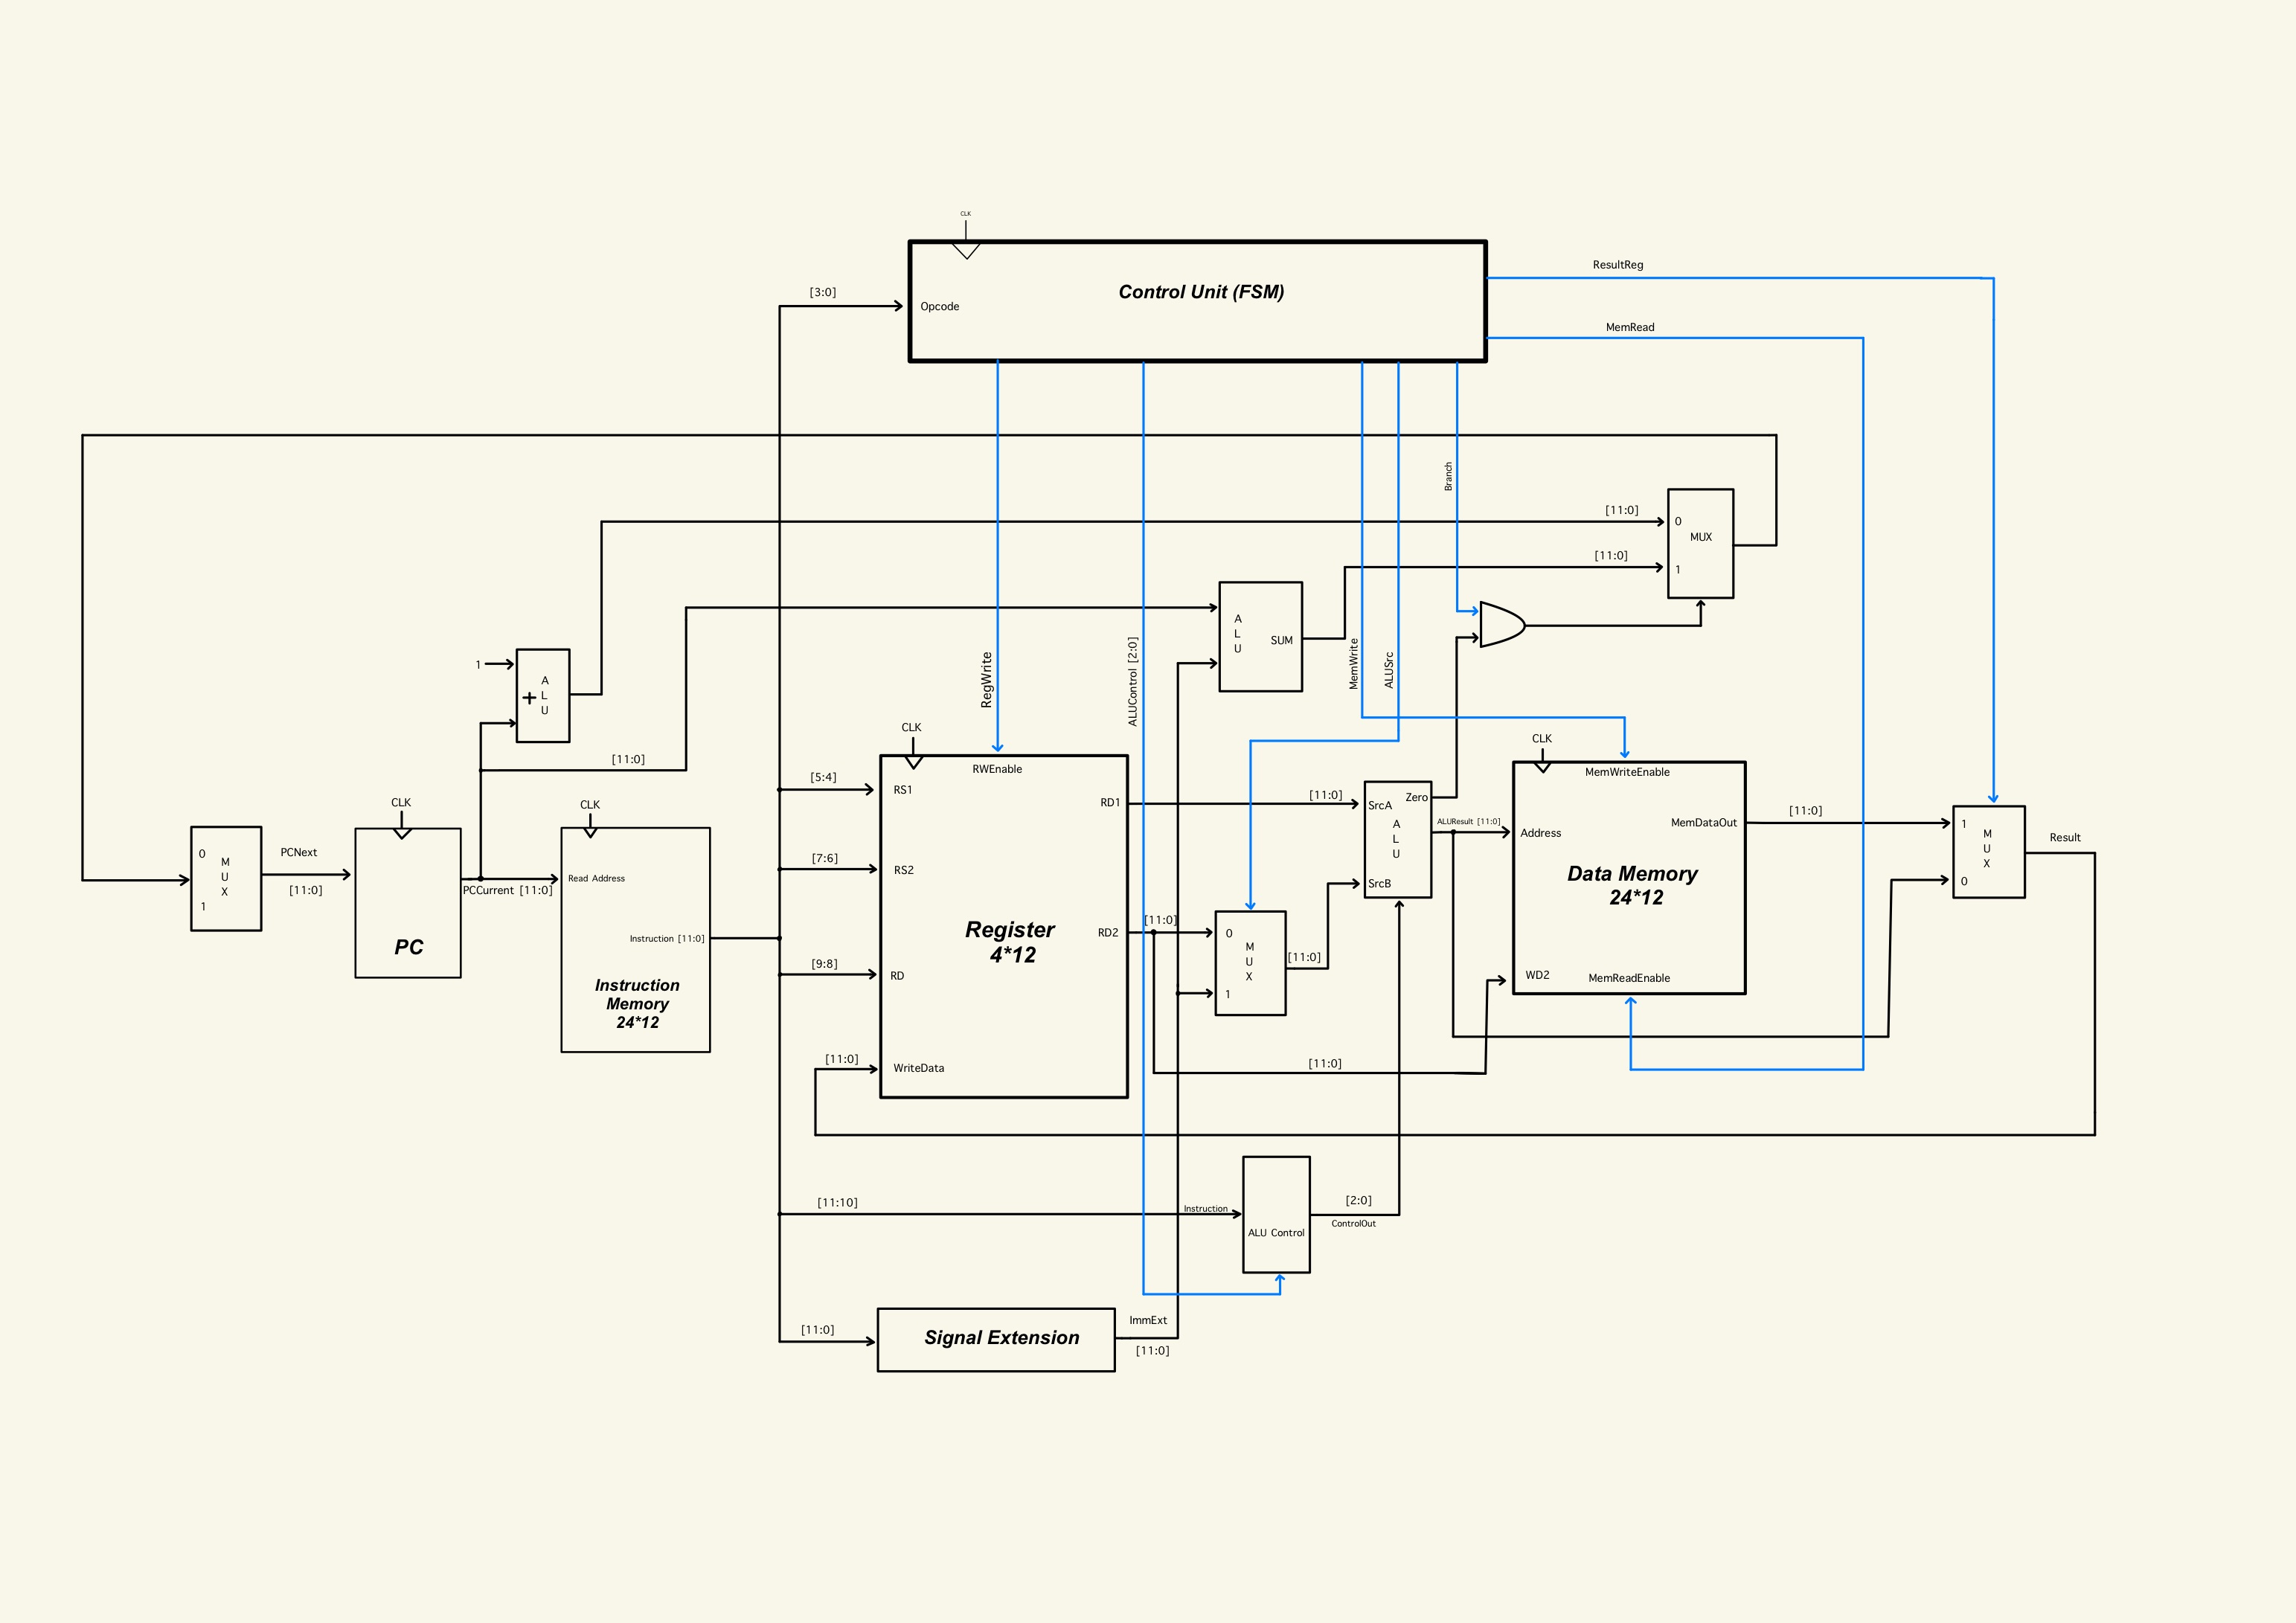 CLK
Control Unit (FSM)
Opcode
[3:0]
ResultReg
MemRead
Branch
[11:0]
0
MUX
1
[11:0]
A
L
U
SUM
RegWrite
ALUControl [2:0]
MemWrite
ALUSrc
1
+
A
L
U
[11:0]
CLK
RWEnable
[5:4]
RS1
RD1
[7:6]
RS2
Register
4*12
RD2
[9:8]
RD
[11:0]
WriteData
0
M
U
X
1
PCNext
[11:0]
CLK
PC
PCCurrent [11:0]
CLK
Read Address
Instruction [11:0]
Instruction
Memory
24*12
[11:0]
0
M
U
X
1
[11:0]
[11:0]
SrcA
Zero
A
L
U
SrcB
ALUResult [11:0]
CLK
MemWriteEnable
MemDataOut
Address
Data Memory
24*12
WD2
MemReadEnable
[11:0]
1
M
U
X
0
Result
[11:0]
[11:10]
Instruction
ALU Control
[2:0]
ControlOut
[11:0]
Signal Extension
ImmExt
[11:0]